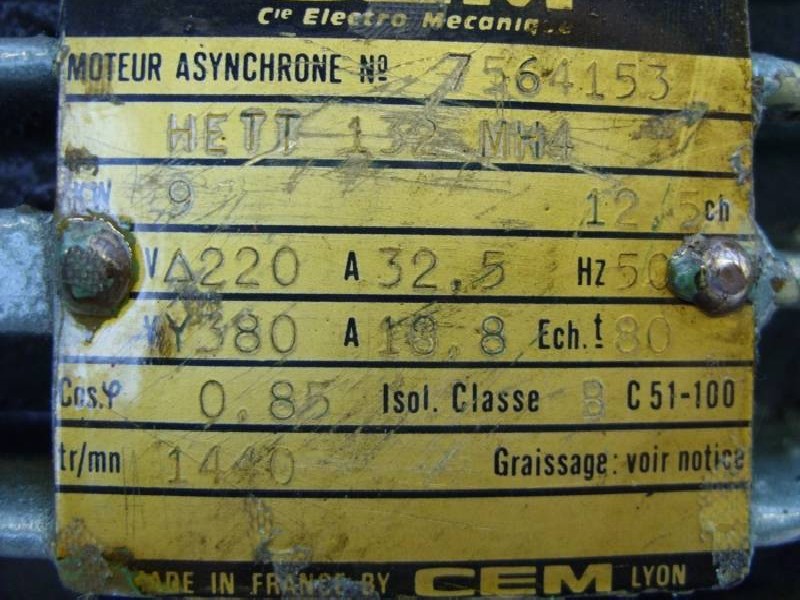 CEM
Cie Electro Mecanique
MOTEUR ASYNCHRONE Nº 7564153
HETT 132 MH4
KW 9 12,5 ch
V Δ 220 A 32,5 HZ 50
V Y 380 A 18,8 Ech.t 80
Cos.φ 0,85 Isol. Classe B C 51-100
tr/mn 1440 Graissage: voir notice
MADE IN FRANCE BY CEM LYON